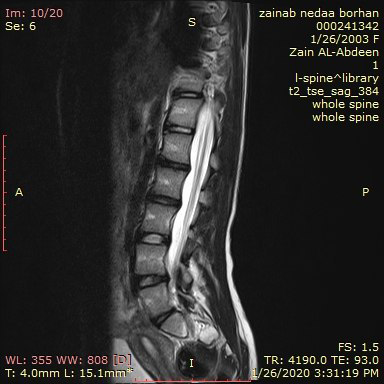 Im: 10/20
Se: 6
S
zainab nedaa borhan
000241342
1/26/2003 F
Zain AL-Abdeen
1
l-spine^library
t2_tse_sag_384
whole spine
whole spine
A
P
WL: 355 WW: 808 [D]
T: 4.0mm L: 15.1mm
I
FS: 1.5
TR: 4190.0 TE: 93.0
1/26/2020 3:31:19 PM